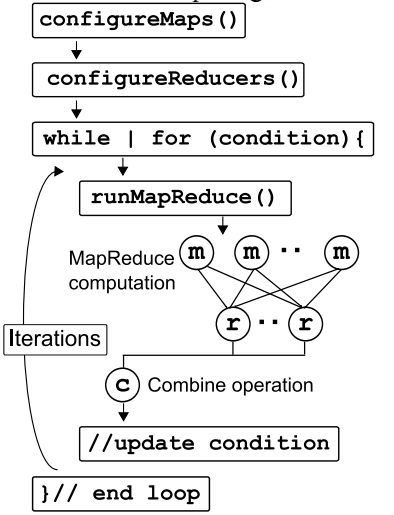 configureMaps()
configureReducers()
while | for (condition){
runMapReduce()
MapReduce
computation
m m ·· m
r ·· r
Iterations
c Combine operation
//update condition
}// end loop